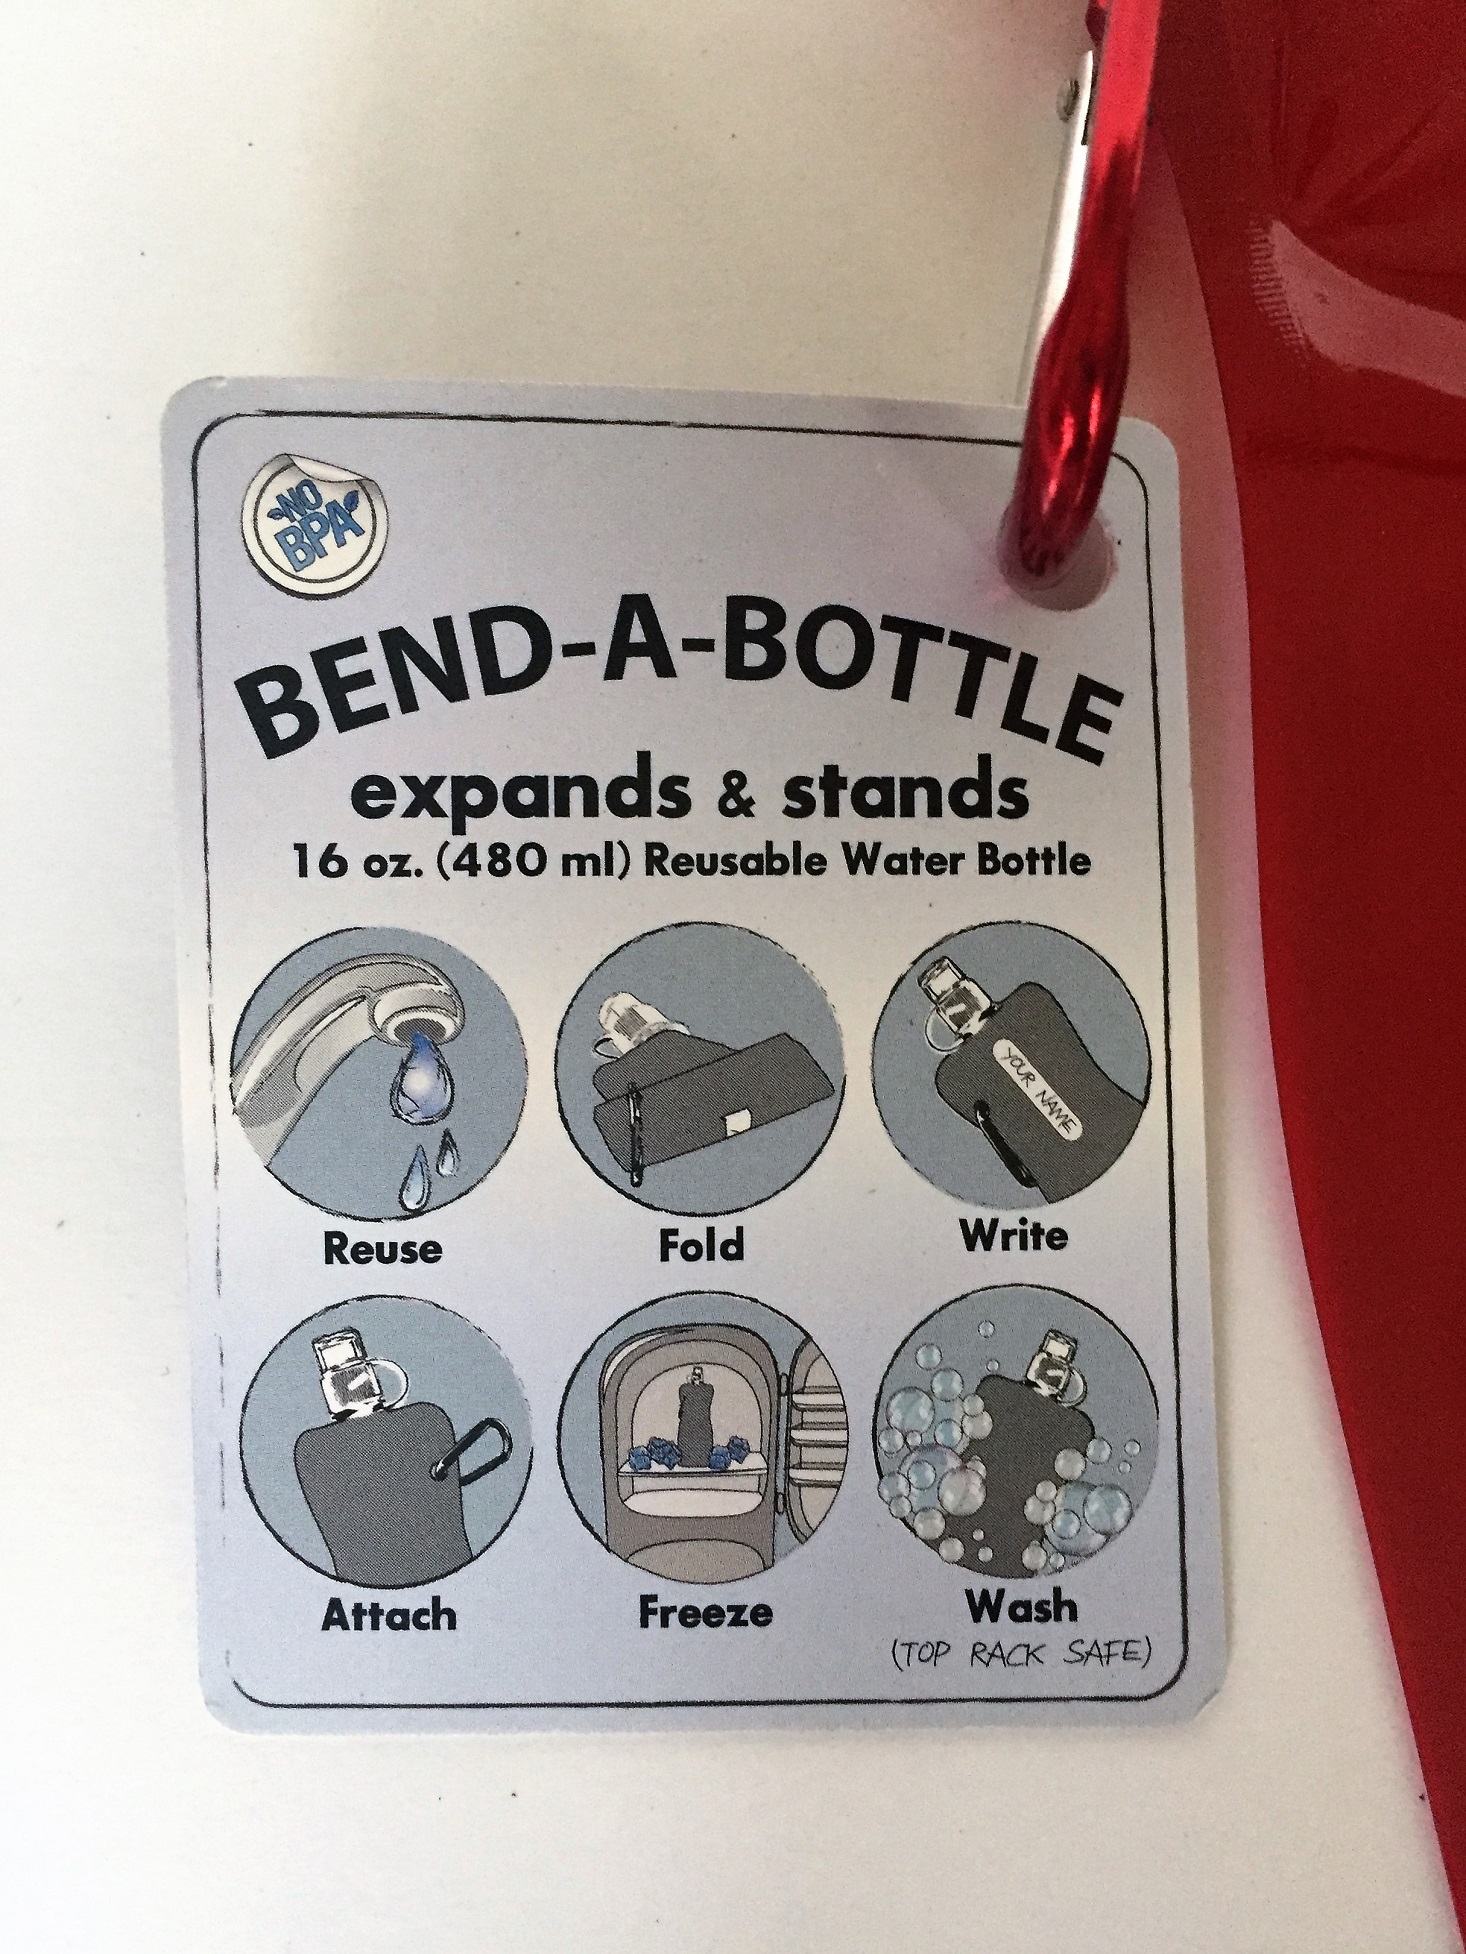 NO
BPA
BEND-A-BOTTLE
expands & stands
16 oz. (480 ml) Reusable Water Bottle
YOUR NAME
Reuse
Fold
Write
Attach
Freeze
Wash
(TOP RACK SAFE)